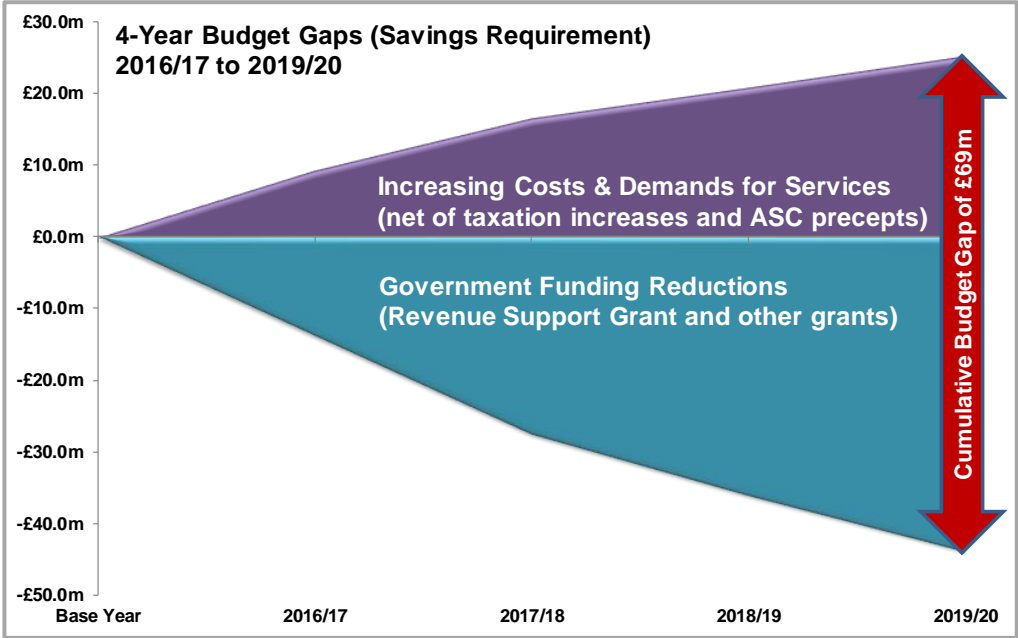 4-Year Budget Gaps (Savings Requirement)
2016/17 to 2019/20
£30.0m
£20.0m
£10.0m
£0.0m
-£10.0m
-£20.0m
-£30.0m
-£40.0m
-£50.0m
Increasing Costs & Demands for Services
(net of taxation increases and ASC precepts)
Government Funding Reductions
(Revenue Support Grant and other grants)
Cumulative Budget Gap of £69m
Base Year
2016/17
2017/18
2018/19
2019/20